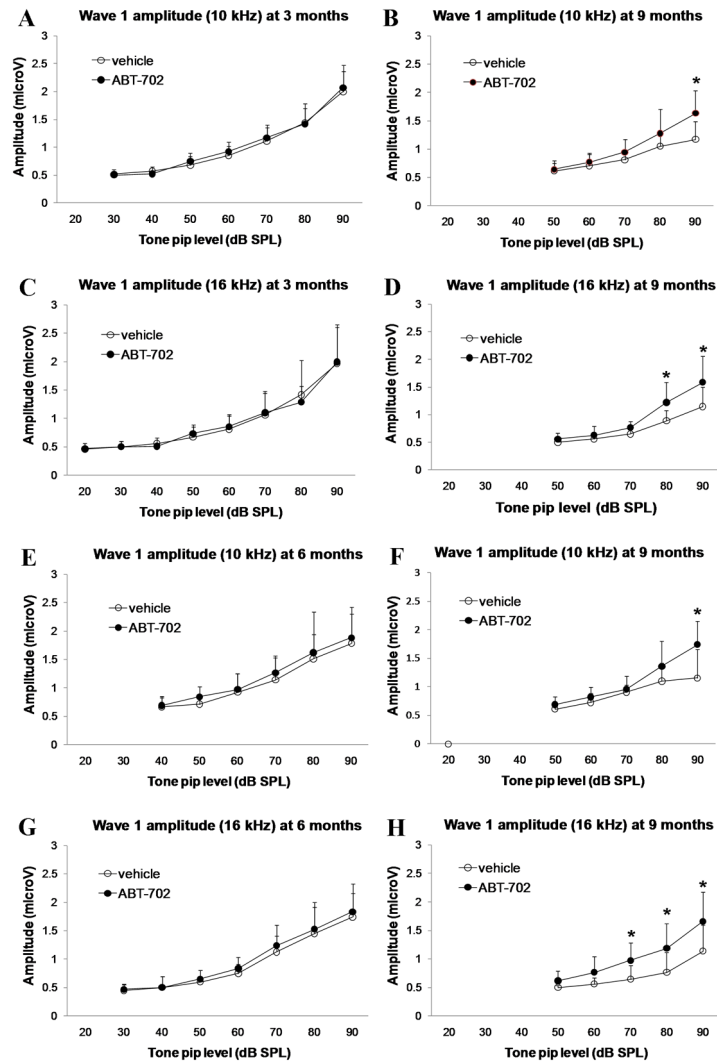 A
Wave 1 amplitude (10 kHz) at 3 months
Amplitude (microV)
2.5
2
1.5
1
0.5
0
vehicle
ABT-702
20 30 40 50 60 70 80 90
Tone pip level (dB SPL)
B
Wave 1 amplitude (10 kHz) at 9 months
Amplitude (microV)
3
2.5
2
1.5
1
0.5
0
vehicle
ABT-702
*
20 30 40 50 60 70 80 90
Tone pip level (dB SPL)
C
Wave 1 amplitude (16 kHz) at 3 months
Amplitude (microV)
3
2.5
2
1.5
1
0.5
0
vehicle
ABT-702
20 30 40 50 60 70 80 90
Tone pip level (dB SPL)
D
Wave 1 amplitude (16 kHz) at 9 months
Amplitude (microV)
3
2.5
2
1.5
1
0.5
0
vehicle
ABT-702
* *
20 30 40 50 60 70 80 90
Tone pip level (dB SPL)
E
Wave 1 amplitude (10 kHz) at 6 months
Amplitude (microV)
3
2.5
2
1.5
1
0.5
0
vehicle
ABT-702
20 30 40 50 60 70 80 90
Tone pip level (dB SPL)
F
Wave 1 amplitude (10 kHz) at 9 months
Amplitude (microV)
3
2.5
2
1.5
1
0.5
0
vehicle
ABT-702
*
20 30 40 50 60 70 80 90
Tone pip level (dB SPL)
G
Wave 1 amplitude (16 kHz) at 6 months
Amplitude (microV)
3
2.5
2
1.5
1
0.5
0
vehicle
ABT-702
20 30 40 50 60 70 80 90
Tone pip level (dB SPL)
H
Wave 1 amplitude (16 kHz) at 9 months
Amplitude (microV)
3
2.5
2
1.5
1
0.5
0
vehicle
ABT-702
* * *
20 30 40 50 60 70 80 90
Tone pip level (dB SPL)